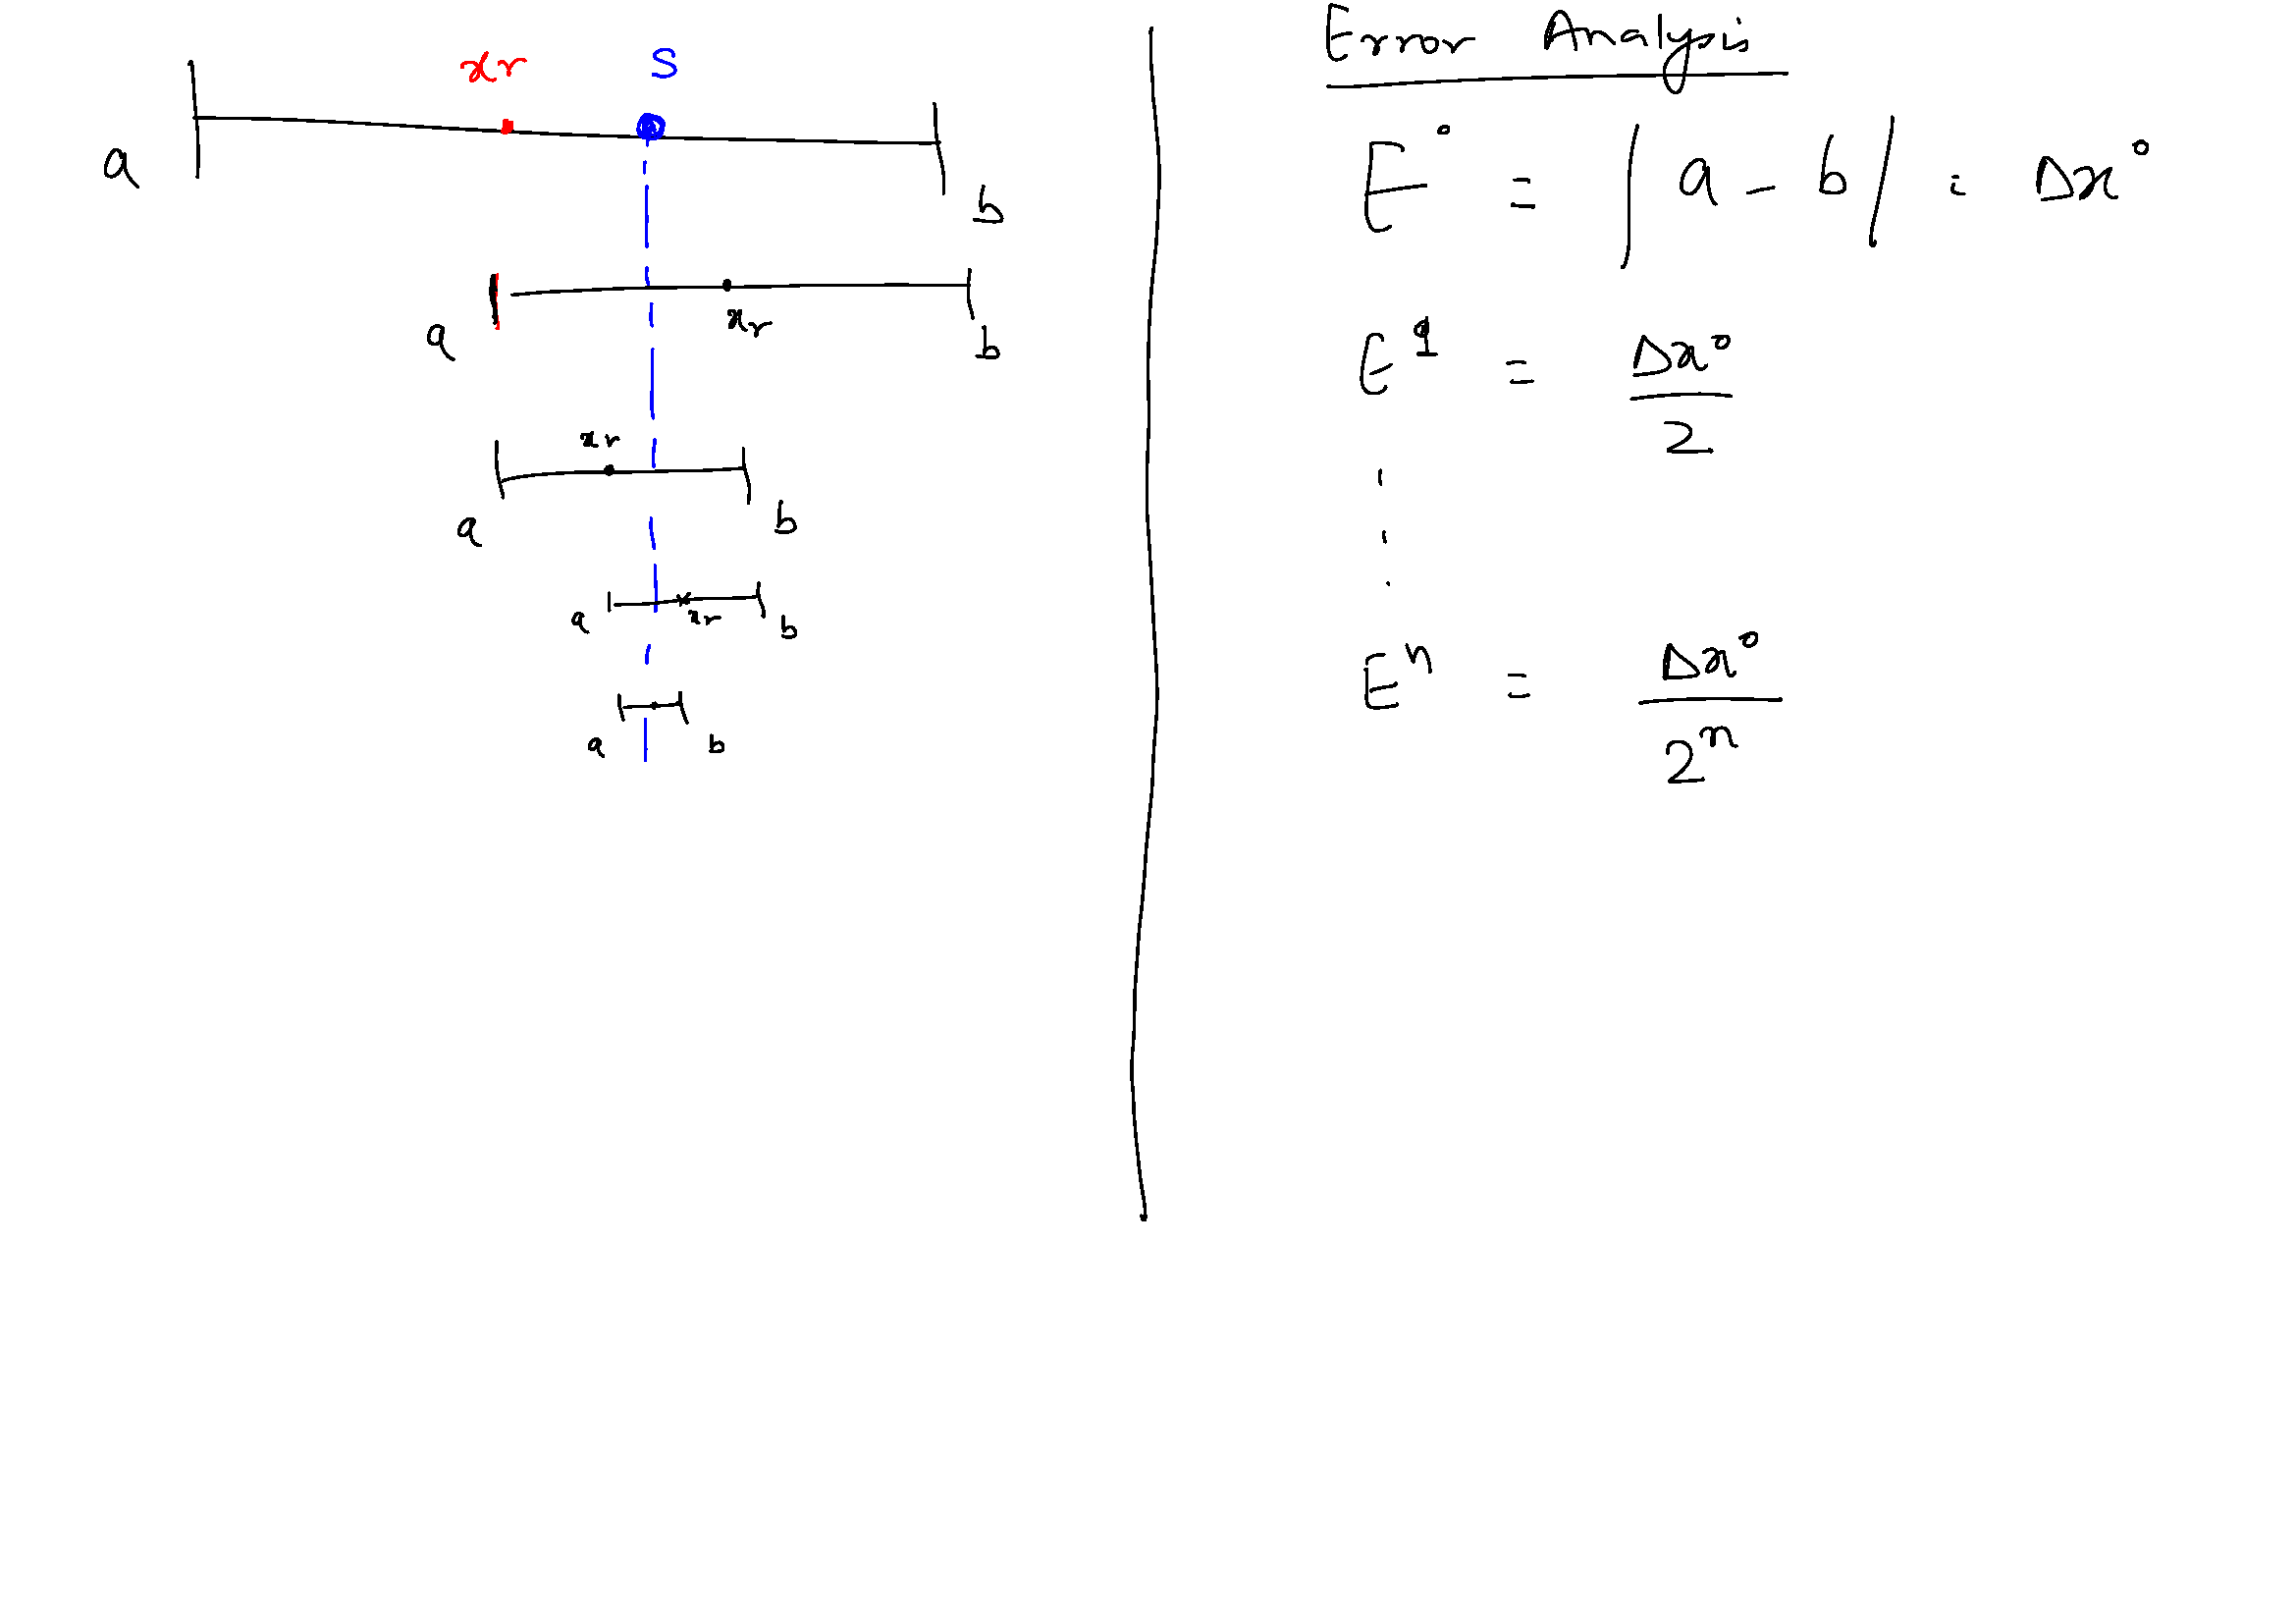 xr S
a b
a xr b
xr
a b
a xr b
a b
Error Analysis
E° = | a - b | = Δx°
E¹ = Δx° / 2
⋮
Eⁿ = Δx° / 2ⁿ